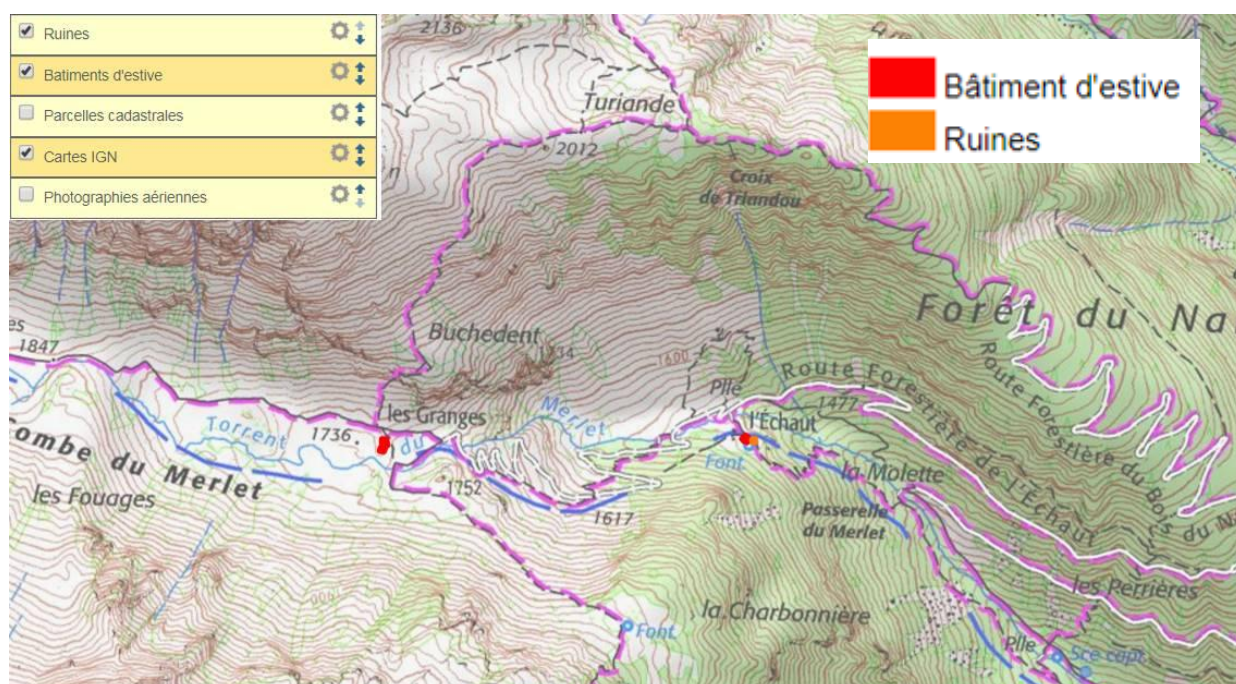 Ruines
Batiments d'estive
Parcelles cadastrales
Cartes IGN
Photographies aériennes
Bâtiment d'estive
Ruines
2136
Turiande
2012
Croix
de Triandou
Forêt du Na
Buchedent
1734
1600
Plle
Route Forestière de l'Échaut
1477
Route Forestière du Bois du N
es
1847
les Granges
Merlet
l'Échaut
Torrent du
1736
Font.
la Molette
Combe du Merlet
1752
les Fouages
1617
Passerelle
du Merlet
les Perrières
la Charbonnière
Font.
Plle
Sce capt.